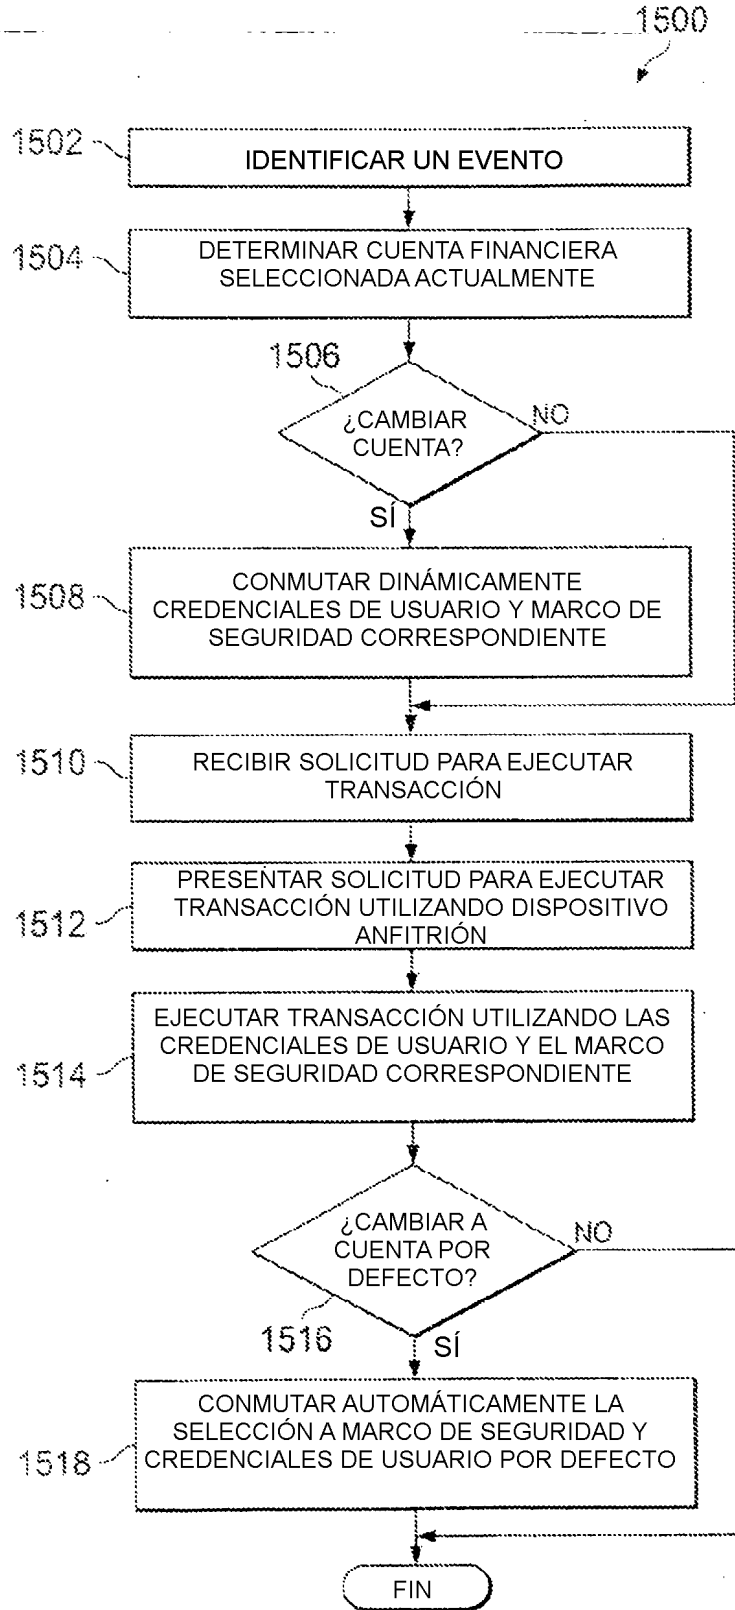 1500
1502
IDENTIFICAR UN EVENTO
1504
DETERMINAR CUENTA FINANCIERA
SELECCIONADA ACTUALMENTE
1506
¿CAMBIAR
CUENTA?
NO
SÍ
1508
CONMUTAR DINÁMICAMENTE
CREDENCIALES DE USUARIO Y MARCO DE
SEGURIDAD CORRESPONDIENTE
1510
RECIBIR SOLICITUD PARA EJECUTAR
TRANSACCIÓN
1512
PRESENTAR SOLICITUD PARA EJECUTAR
TRANSACCIÓN UTILIZANDO DISPOSITIVO
ANFITRIÓN
1514
EJECUTAR TRANSACCIÓN UTILIZANDO LAS
CREDENCIALES DE USUARIO Y EL MARCO
DE SEGURIDAD CORRESPONDIENTE
¿CAMBIAR A
CUENTA POR
DEFECTO?
NO
1516
SÍ
1518
CONMUTAR AUTOMÁTICAMENTE LA
SELECCIÓN A MARCO DE SEGURIDAD Y
CREDENCIALES DE USUARIO POR DEFECTO
FIN